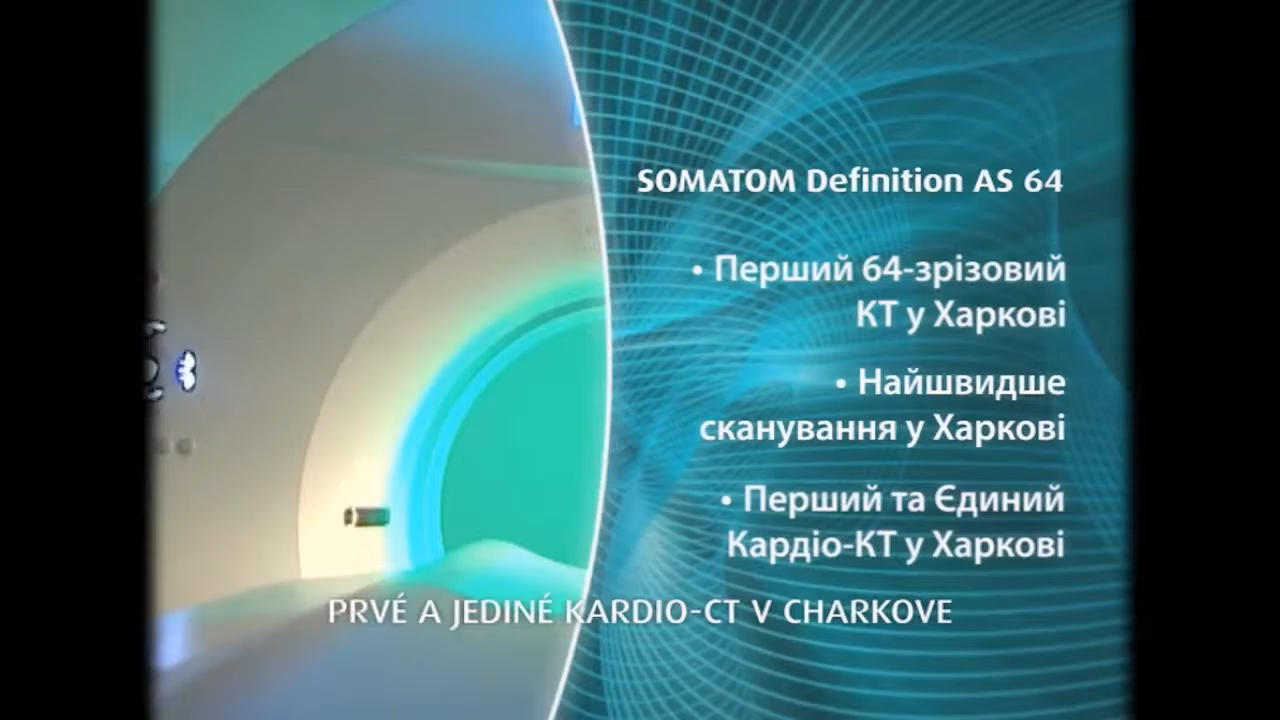 SOMATOM Definition AS 64
• Перший 64-зрізовий
КТ у Харкові
• Найшвидше
сканування у Харкові
• Перший та Єдиний
Кардіо-КТ у Харкові
PRVÉ A JEDINÉ KARDIO-CT V CHARKOVE